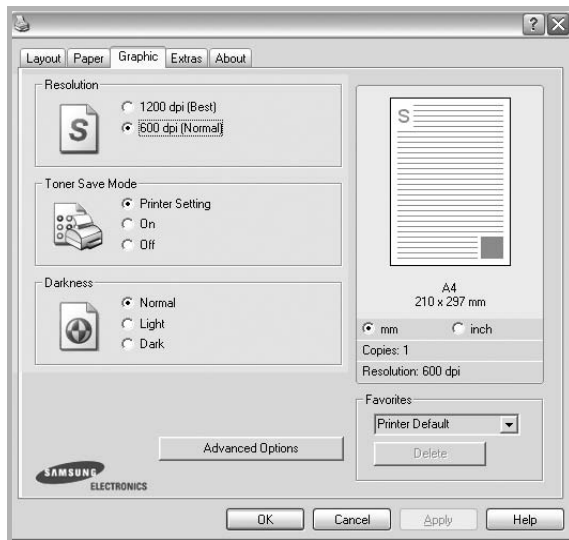 ?
Layout Paper Graphic Extras About
Resolution
1200 dpi (Best)
600 dpi (Normal)
S
Toner Save Mode
Printer Setting
On
Off
Darkness
Normal
Light
Dark
Advanced Options
SAMSUNG
ELECTRONICS
S
A4
210 x 297 mm
mm inch
Copies: 1
Resolution: 600 dpi
Favorites
Printer Default
Delete
OK Cancel Apply Help